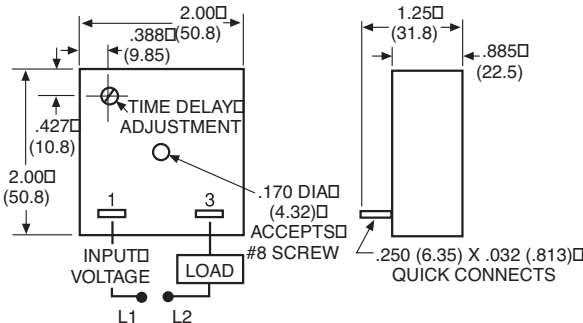 2.00□
(50.8)
.388□
(9.85)
TIME DELAY□
ADJUSTMENT
.427□
(10.8)
2.00□
(50.8)
1
3
.170 DIA□
(4.32)□
ACCEPTS□
#8 SCREW
INPUT□
VOLTAGE
LOAD
L1
L2
1.25□
(31.8)
.885□
(22.5)
.250 (6.35) X .032 (.813)□
QUICK CONNECTS